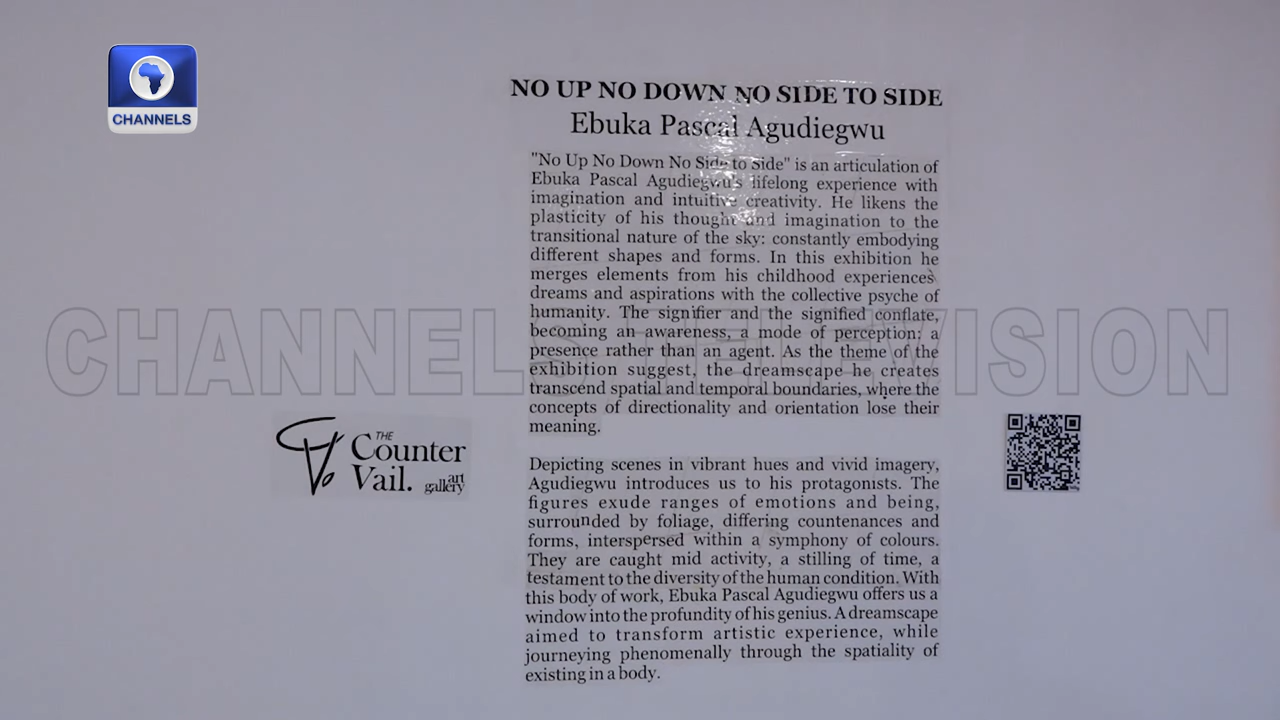 CHANNELS
NO UP NO DOWN NO SIDE TO SIDE
Ebuka Pascal Agudiegwu
"No Up No Down No Side to Side" is an articulation of
Ebuka Pascal Agudiegwu's lifelong experience with
imagination and intuitive creativity. He likens the
plasticity of his thought and imagination to the
transitional nature of the sky: constantly embodying
different shapes and forms. In this exhibition he
merges elements from his childhood experiences
dreams and aspirations with the collective psyche of
humanity. The signifier and the signified conflate,
becoming an awareness, a mode of perception; a
presence rather than an agent. As the theme of the
exhibition suggest, the dreamscape he creates
transcend spatial and temporal boundaries, where the
concepts of directionality and orientation lose their
meaning.
Depicting scenes in vibrant hues and vivid imagery,
Agudiegwu introduces us to his protagonists. The
figures exude ranges of emotions and being,
surrounded by foliage, differing countenances and
forms, interspersed within a symphony of colours.
They are caught mid activity, a stilling of time, a
testament to the diversity of the human condition. With
this body of work, Ebuka Pascal Agudiegwu offers us a
window into the profundity of his genius. A dreamscape
aimed to transform artistic experience, while
journeying phenomenally through the spatiality of
existing in a body.
THE
Counter
Vail.
art
gallery
CHANNELS TELEVISION